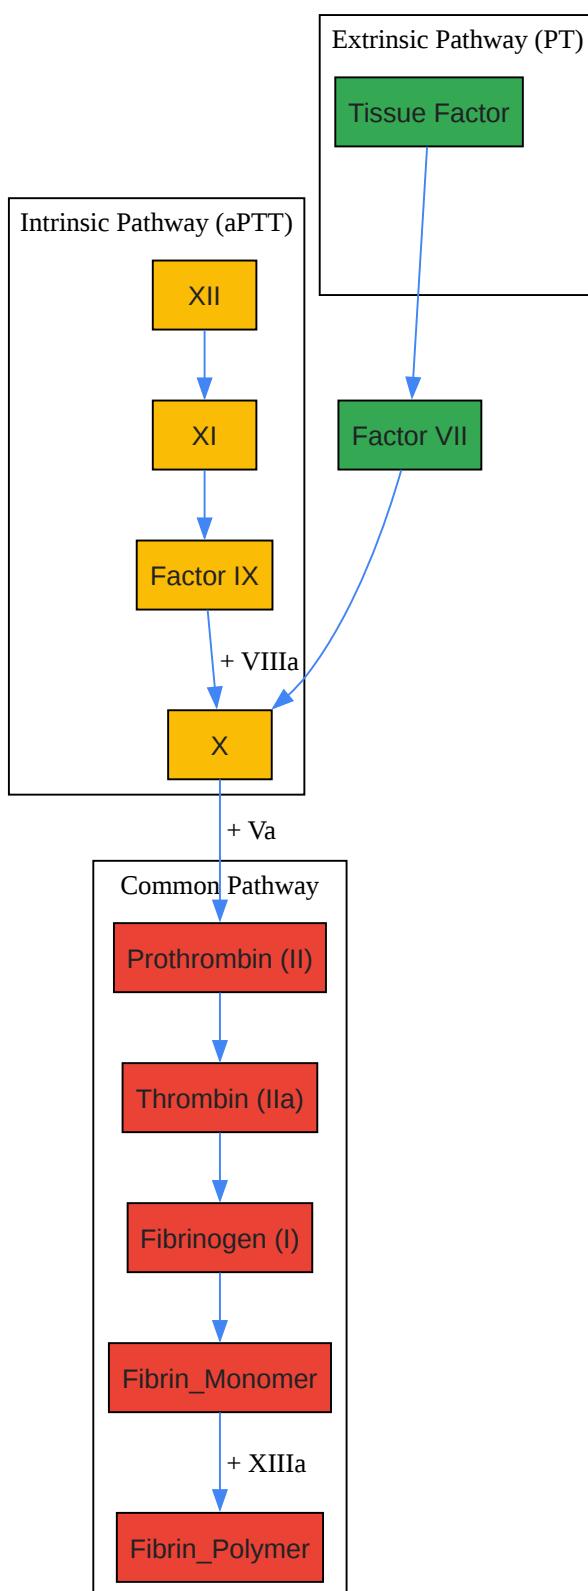 Extrinsic Pathway (PT)
Tissue Factor
Intrinsic Pathway (aPTT)
XII
XI
Factor VII
Factor IX
+ VIIIa
X
+ Va
Common Pathway
Prothrombin (II)
Thrombin (IIa)
Fibrinogen (I)
Fibrin_Monomer
+ XIIIa
Fibrin_Polymer